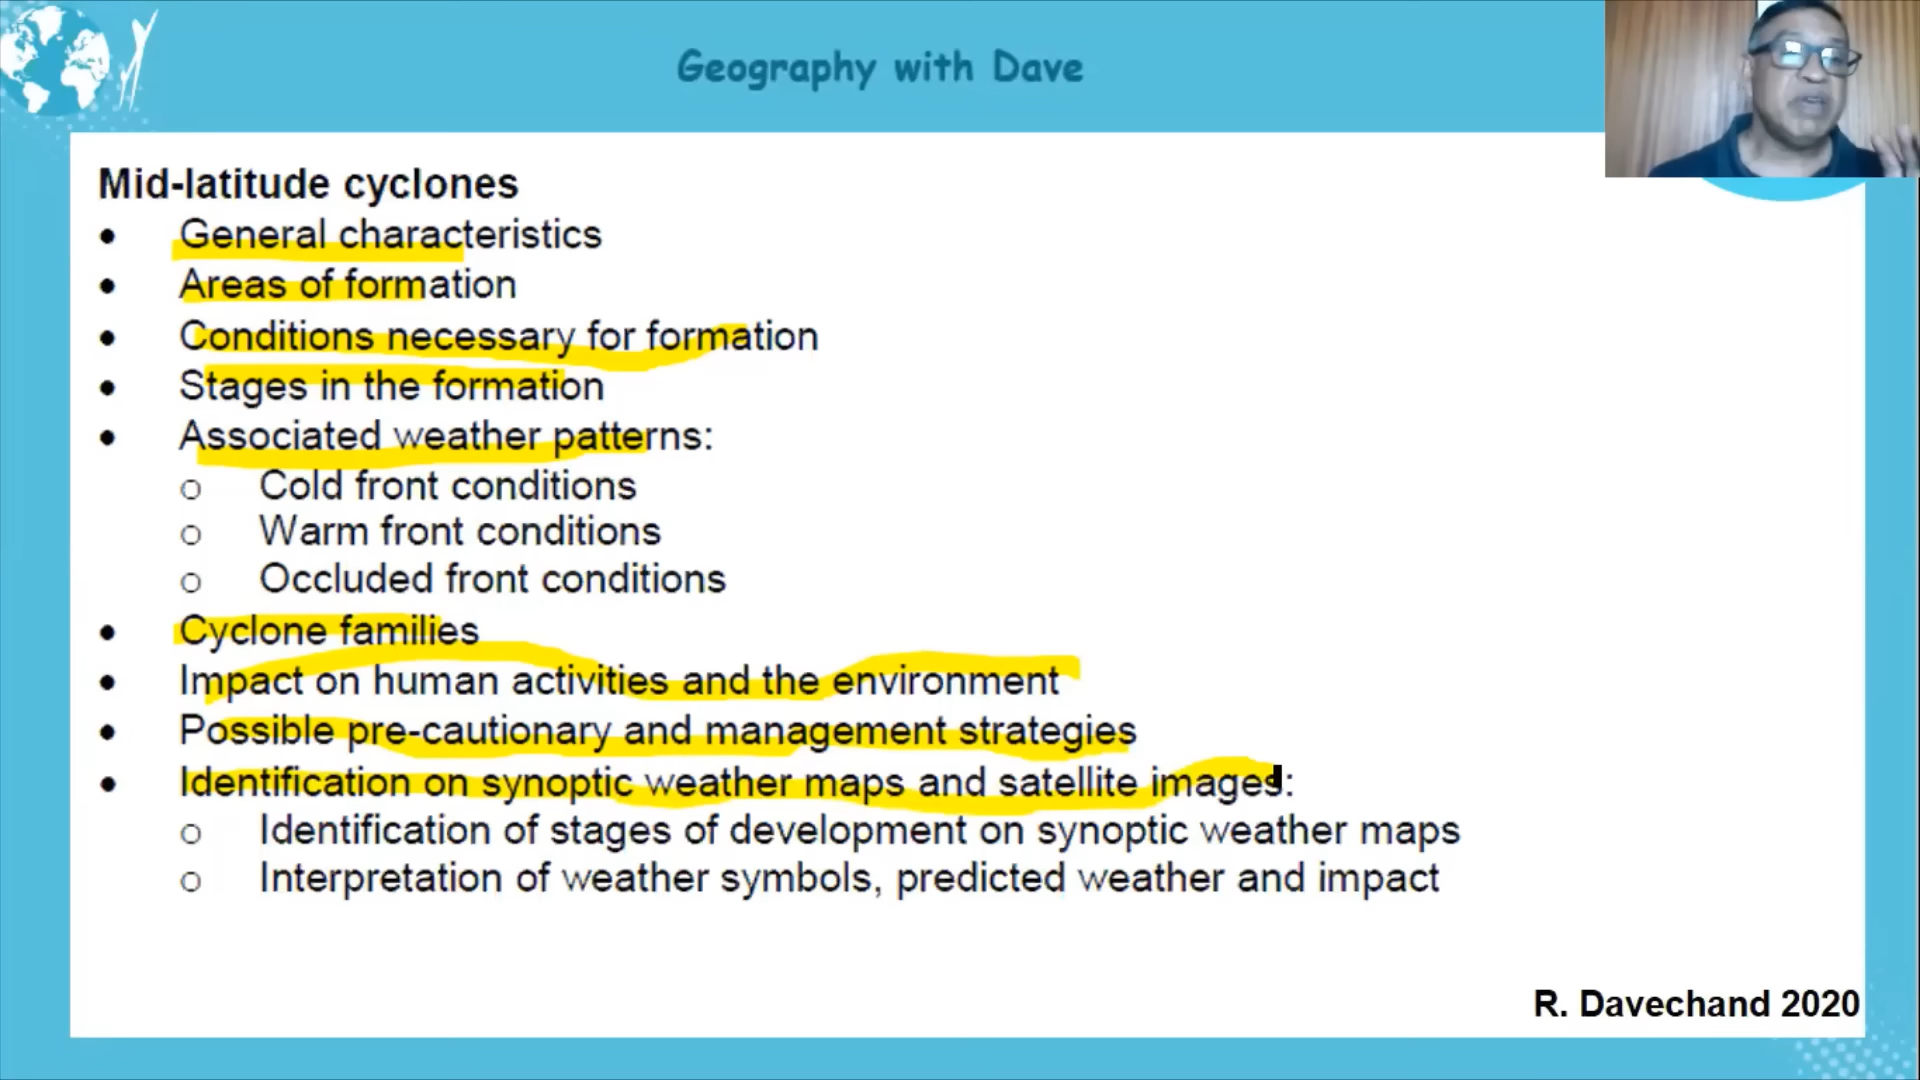 Geography with Dave
Mid-latitude cyclones
• General characteristics
• Areas of formation
• Conditions necessary for formation
• Stages in the formation
• Associated weather patterns:
o Cold front conditions
o Warm front conditions
o Occluded front conditions
• Cyclone families
• Impact on human activities and the environment
• Possible pre-cautionary and management strategies
• Identification on synoptic weather maps and satellite images:
o Identification of stages of development on synoptic weather maps
o Interpretation of weather symbols, predicted weather and impact
R. Davechand 2020